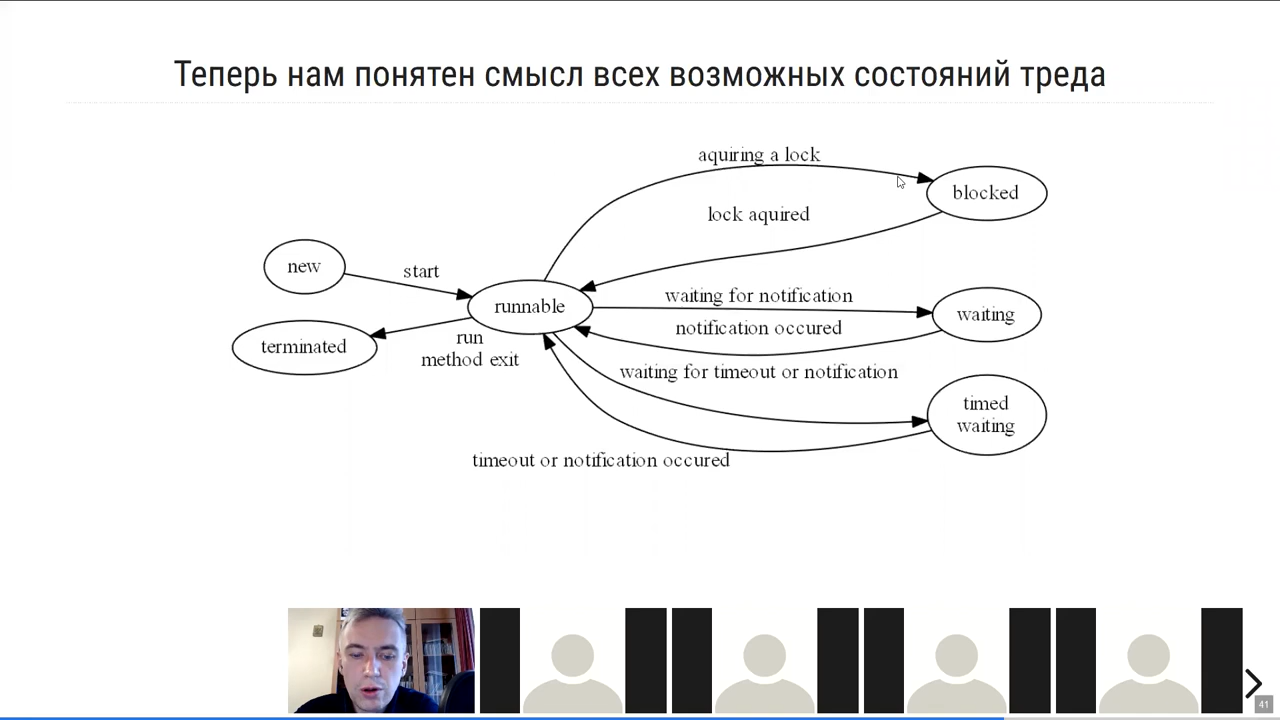 Теперь нам понятен смысл всех возможных состояний треда
aquiring a lock
blocked
lock aquired
new
start
runnable
waiting for notification
waiting
notification occured
terminated
run
method exit
waiting for timeout or notification
timed
waiting
timeout or notification occured
41